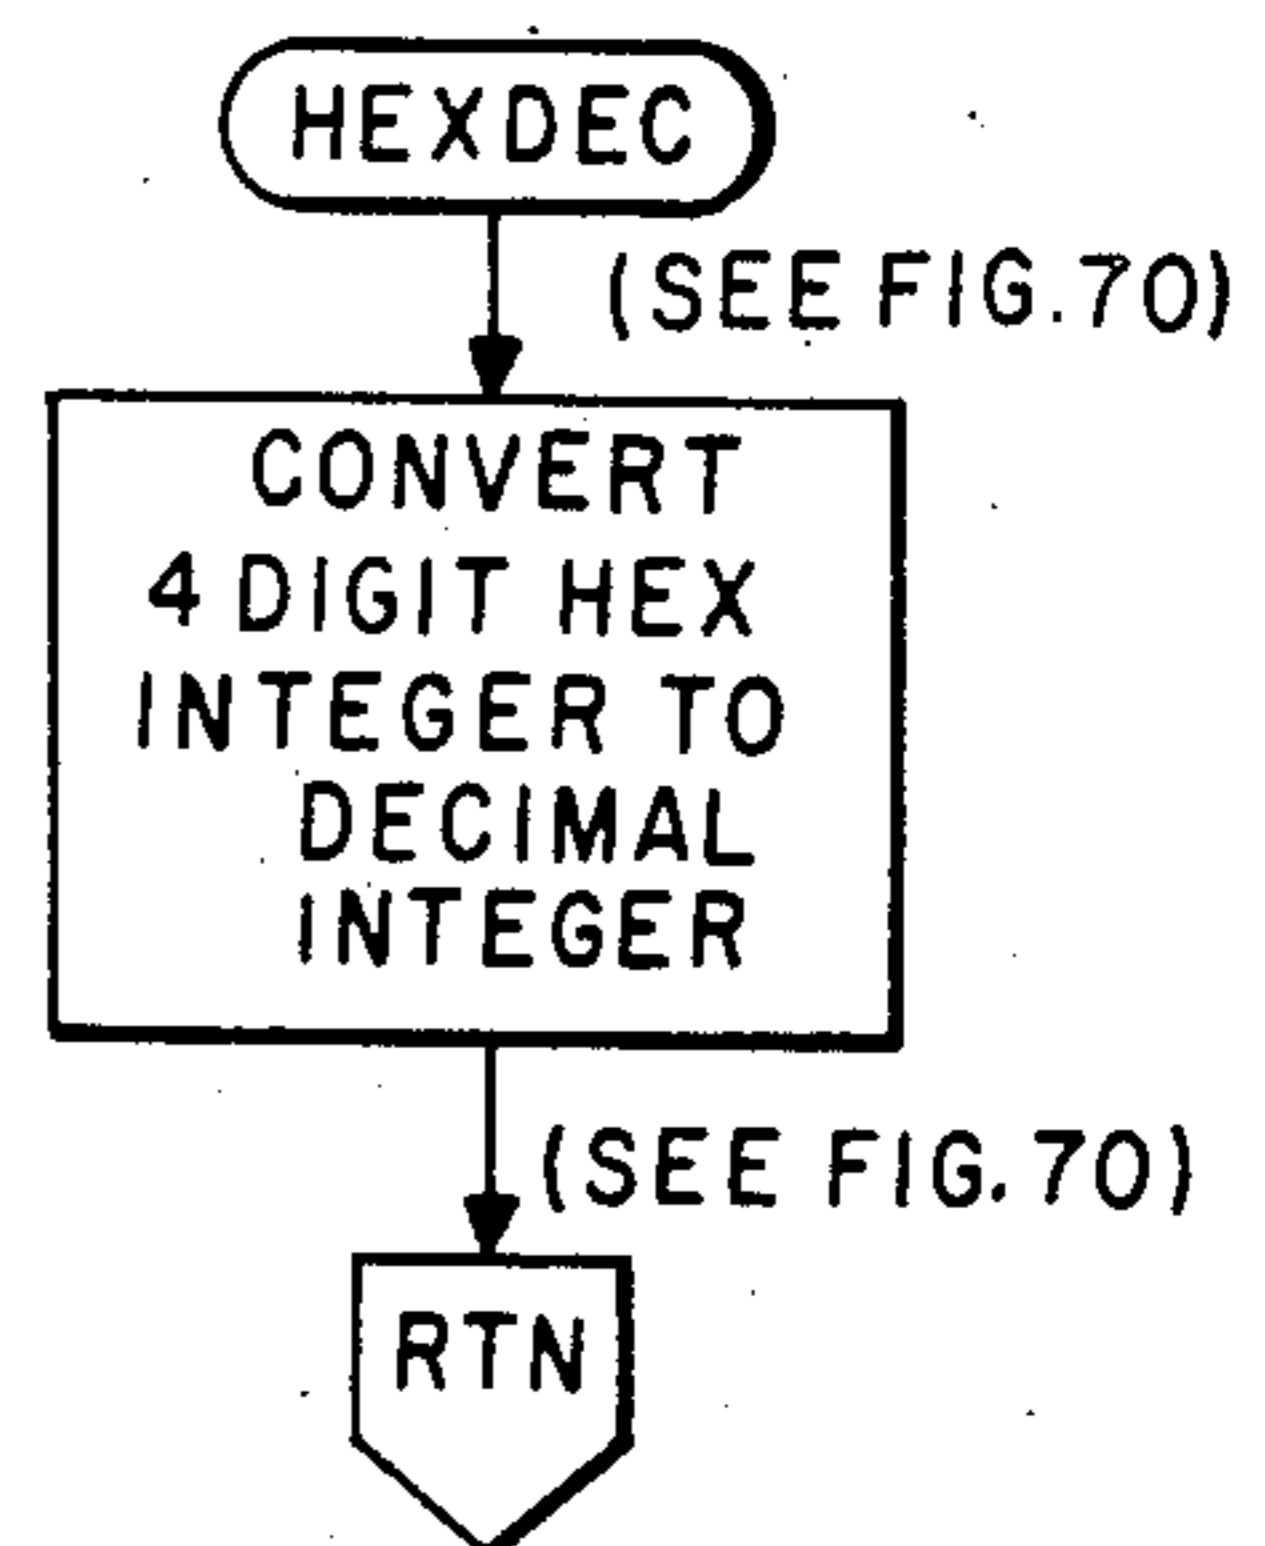 HEXDEC
(SEE FIG. 70)
CONVERT
4 DIGIT HEX
INTEGER TO
DECIMAL
INTEGER
(SEE FIG. 70)
RTN